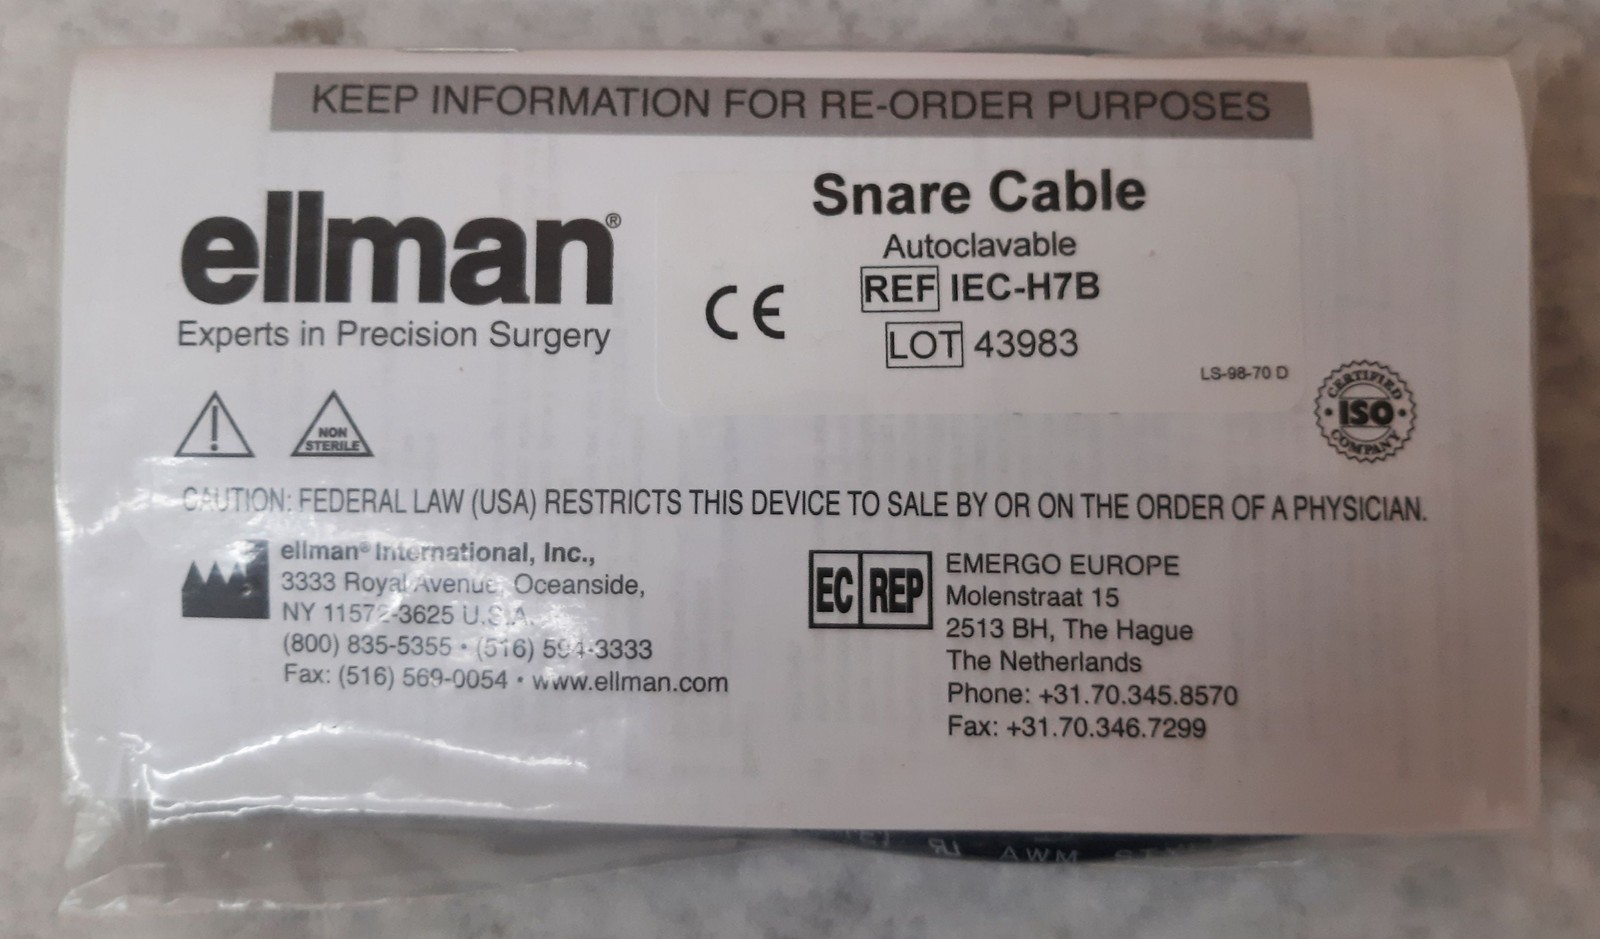 KEEP INFORMATION FOR RE-ORDER PURPOSES
ellman®
Experts in Precision Surgery
Snare Cable
Autoclavable
REF IEC-H7B
LOT 43983
CE
LS-98-70 D
CERTIFIED
ISO
COMPANY
!
NON
STERILE
CAUTION: FEDERAL LAW (USA) RESTRICTS THIS DEVICE TO SALE BY OR ON THE ORDER OF A PHYSICIAN.
ellman® International, Inc.,
3333 Royal Avenue, Oceanside,
NY 11572-3625 U.S.A.
(800) 835-5355 • (516) 594-3333
Fax: (516) 569-0054 • www.ellman.com
EC REP
EMERGO EUROPE
Molenstraat 15
2513 BH, The Hague
The Netherlands
Phone: +31.70.345.8570
Fax: +31.70.346.7299
AWM